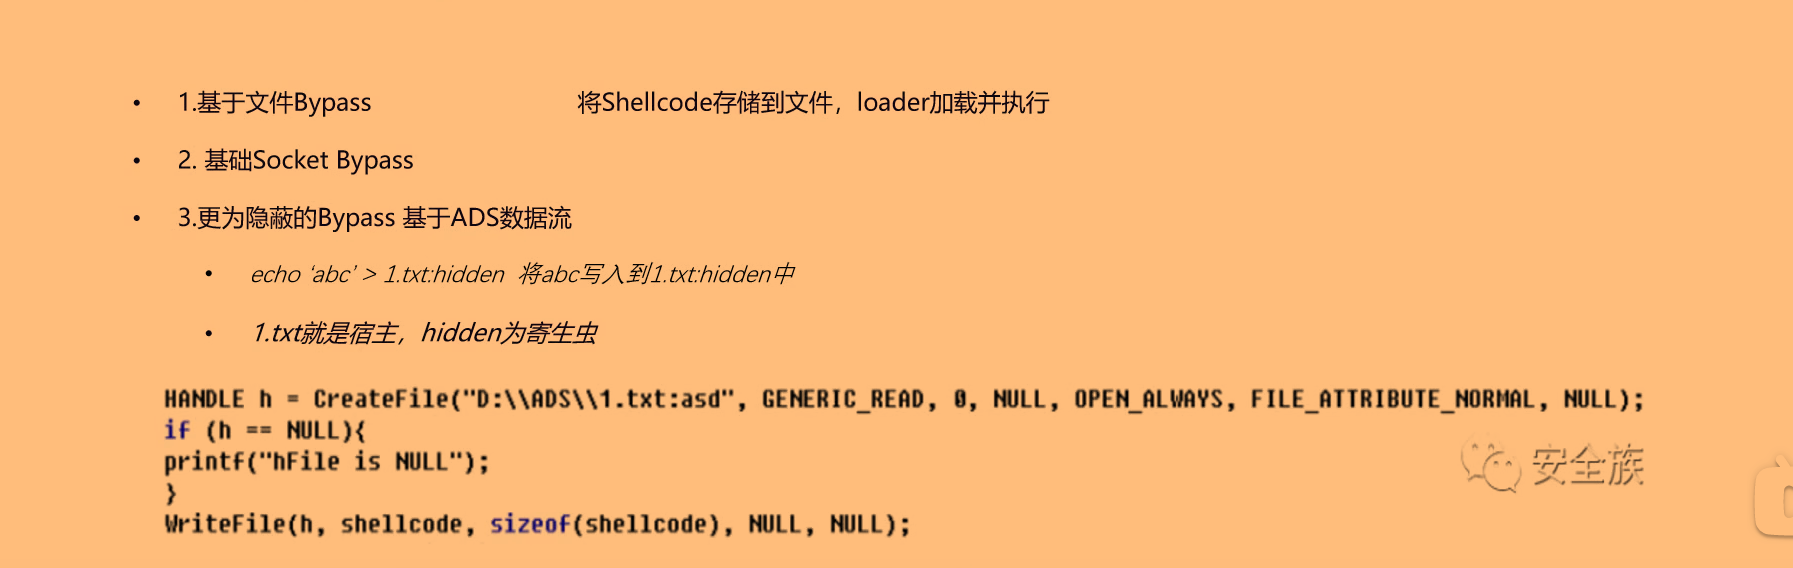 • 1.基于文件Bypass 将Shellcode存储到文件，loader加载并执行
• 2. 基础Socket Bypass
• 3.更为隐蔽的Bypass 基于ADS数据流
• echo ‘abc’ > 1.txt:hidden 将abc写入到1.txt:hidden中
• 1.txt就是宿主，hidden为寄生虫
HANDLE h = CreateFile("D:\\ADS\\1.txt:asd", GENERIC_READ, 0, NULL, OPEN_ALWAYS, FILE_ATTRIBUTE_NORMAL, NULL);
if (h == NULL){
printf("hFile is NULL");
}
WriteFile(h, shellcode, sizeof(shellcode), NULL, NULL);
安全族